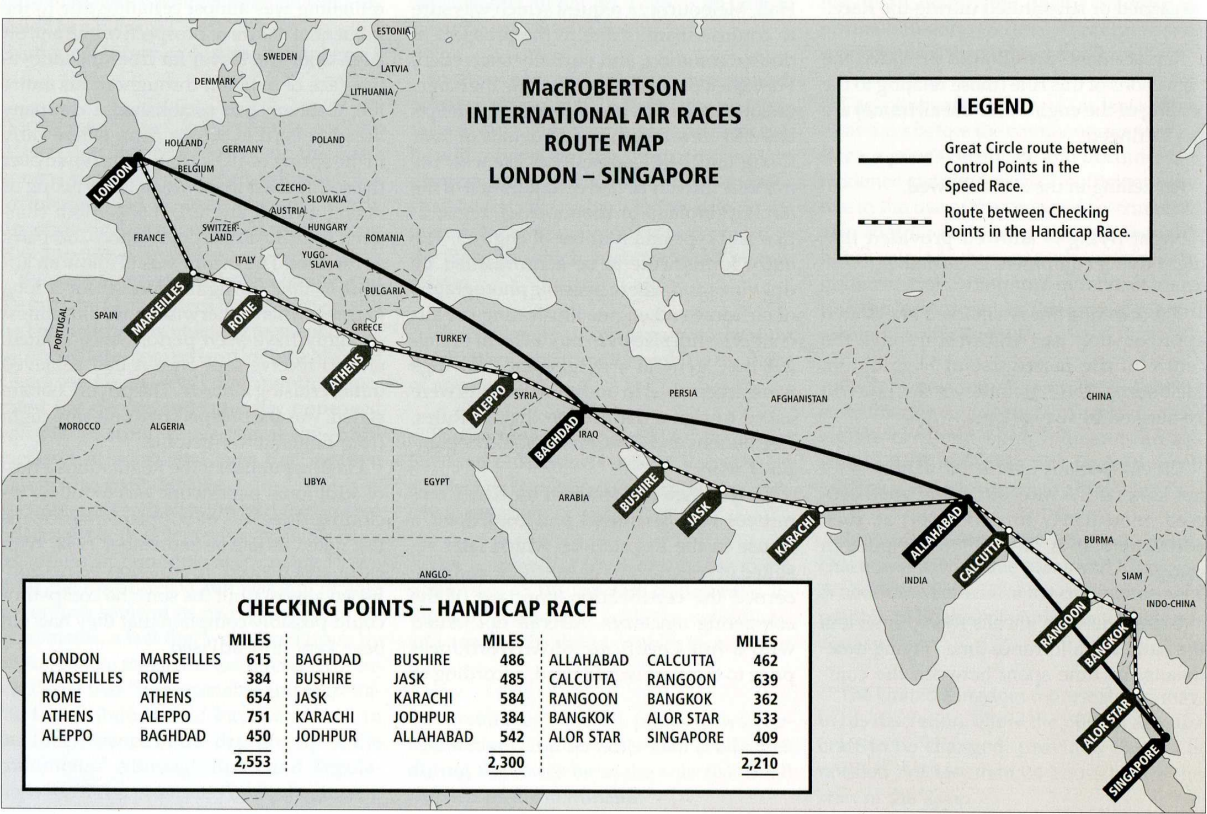 MacROBERTSON
INTERNATIONAL AIR RACES
ROUTE MAP
LONDON – SINGAPORE
LEGEND
Great Circle route between
Control Points in the
Speed Race.
Route between Checking
Points in the Handicap Race.
ESTONIA
SWEDEN
LATVIA
DENMARK
LITHUANIA
HOLLAND
GERMANY
POLAND
BELGIUM
LONDON
CZECHO-
SLOVAKIA
AUSTRIA
FRANCE
SWITZER-
LAND
HUNGARY
ROMANIA
ITALY
YUGO-
SLAVIA
BULGARIA
MARSEILLES
ROME
PORTUGAL
SPAIN
GREECE
TURKEY
ATHENS
ALEPPO
SYRIA
PERSIA
AFGHANISTAN
CHINA
BAGHDAD
IRAQ
MOROCCO
ALGERIA
LIBYA
EGYPT
ARABIA
BUSHIRE
JASK
KARACHI
ALLAHABAD
CALCUTTA
BURMA
INDIA
SIAM
INDO-CHINA
RANGOON
BANGKOK
ALOR STAR
SINGAPORE
ANGLO-
CHECKING POINTS – HANDICAP RACE
MILES
LONDON MARSEILLES 615
MARSEILLES ROME 384
ROME ATHENS 654
ATHENS ALEPPO 751
ALEPPO BAGHDAD 450
2,553
MILES
BAGHDAD BUSHIRE 486
BUSHIRE JASK 485
JASK KARACHI 584
KARACHI JODHPUR 384
JODHPUR ALLAHABAD 542
2,300
MILES
ALLAHABAD CALCUTTA 462
CALCUTTA RANGOON 639
RANGOON BANGKOK 362
BANGKOK ALOR STAR 533
ALOR STAR SINGAPORE 409
2,210